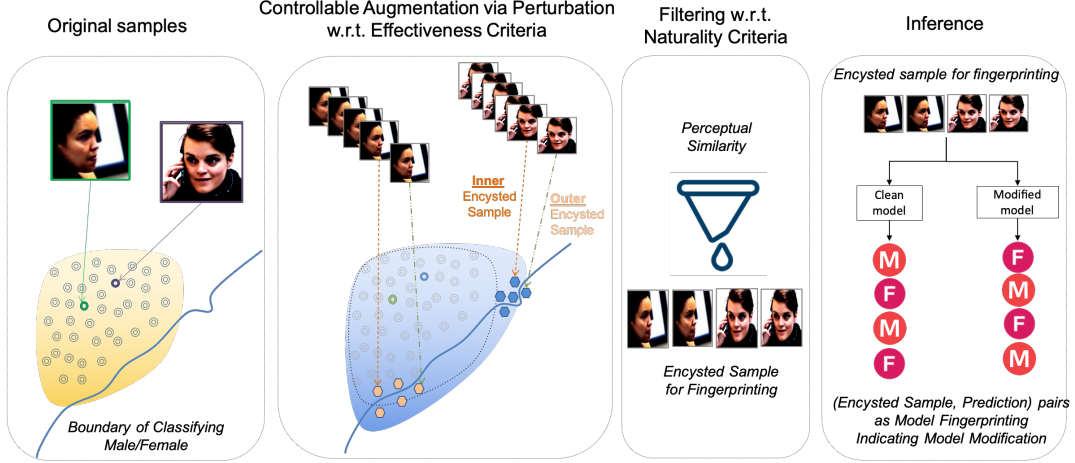 Original samples
Controllable Augmentation via Perturbation
w.r.t. Effectiveness Criteria
Filtering w.r.t.
Naturality Criteria
Inference
Boundary of Classifying
Male/Female
Inner
Encysted
Sample
Outer
Encysted
Sample
Perceptual
Similarity
Encysted Sample
for Fingerprinting
Encysted sample for fingerprinting
Clean
model
Modified
model
M
F
M
F
F
M
F
M
(Encysted Sample, Prediction) pairs
as Model Fingerprinting
Indicating Model Modification